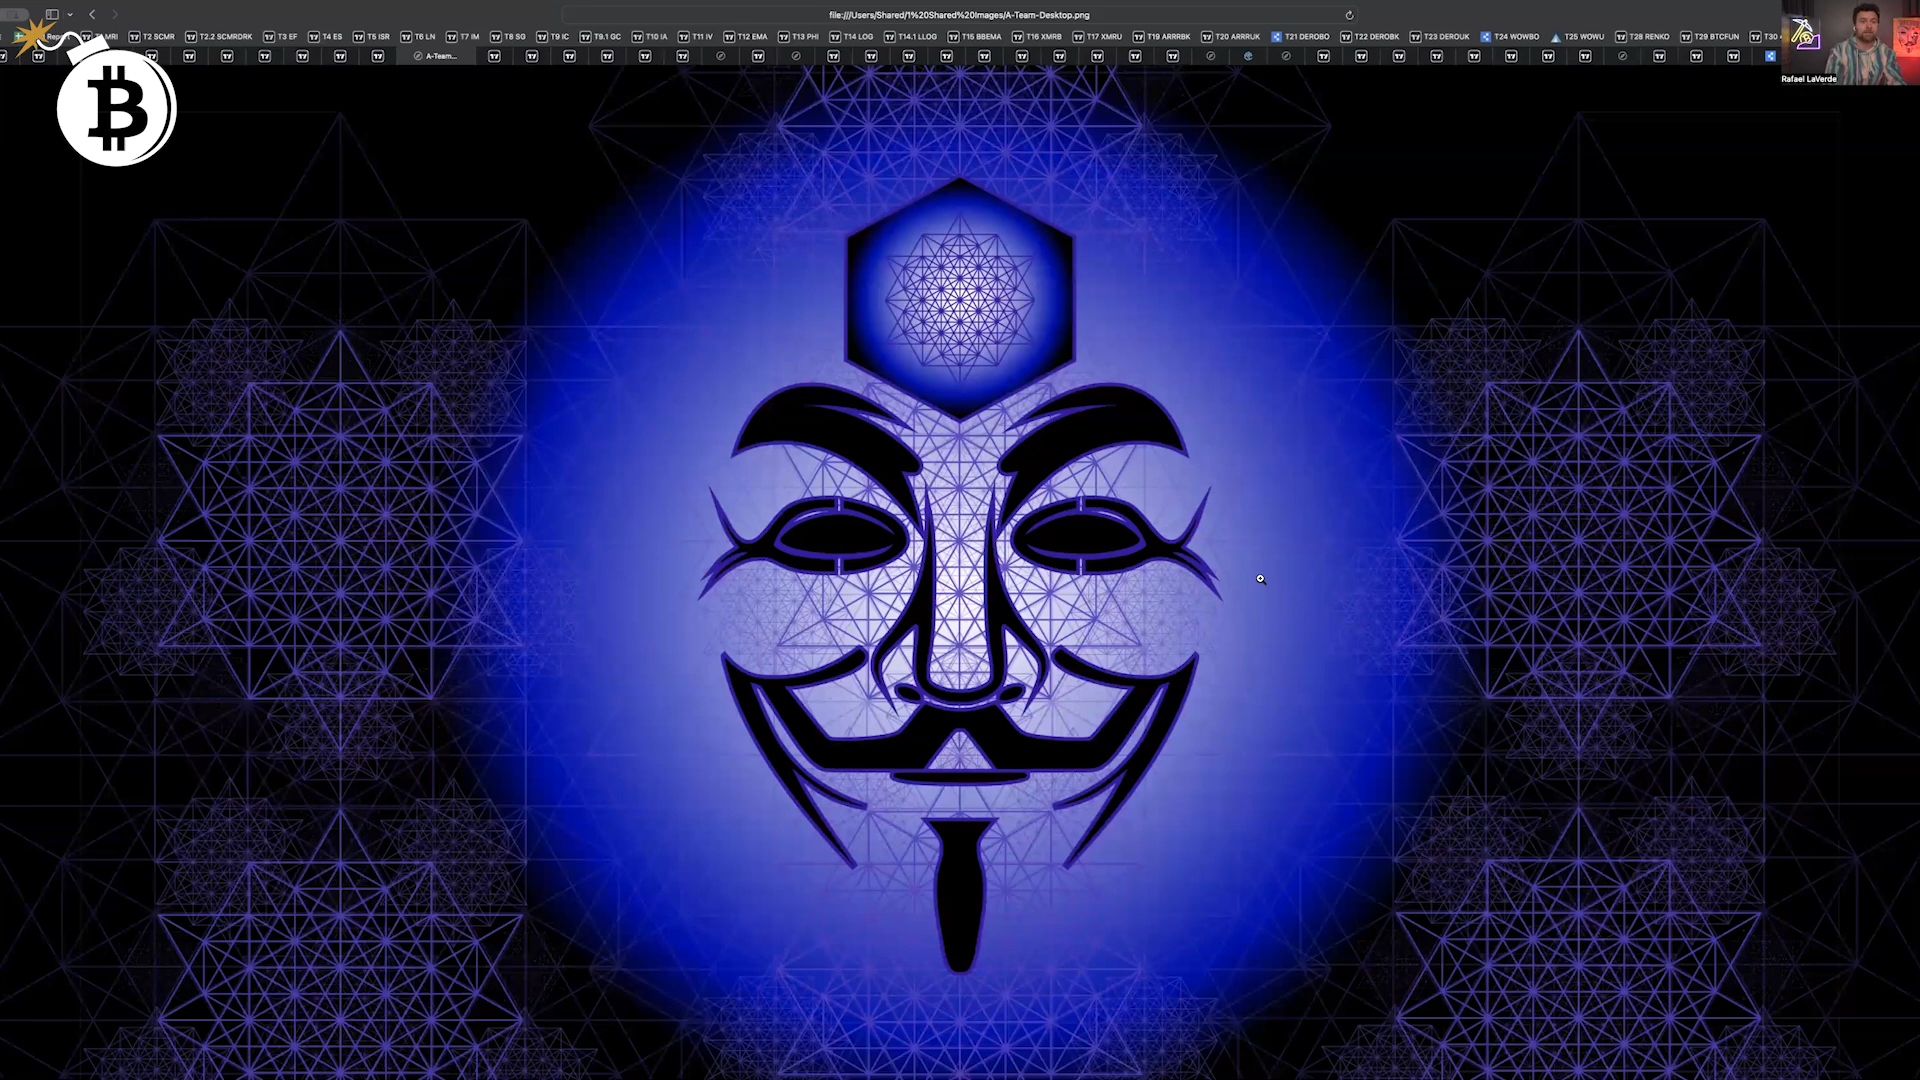 file:///Users/Shared/1%20Shared%20Images/A-Team-Desktop.png
T2 SCMR T2.2 SCMRDRK T3 EF T4 ES T5 ISR T6 LN T7 IM T8 SG T9 IC T9.1 GC T10 IA T11 IV T12 EMA T13 PHI T14 LOG T14.1 LLOG T15 BBEMA T16 XMRB T17 XMRU T19 ARRRBK T20 ARRRUK T21 DEROBO T22 DEROBK T23 DEROUK T24 WOWBO T25 WOWU T28 RENKO T29 BTCFUN T30
A-Team...
Rafael LaVerde